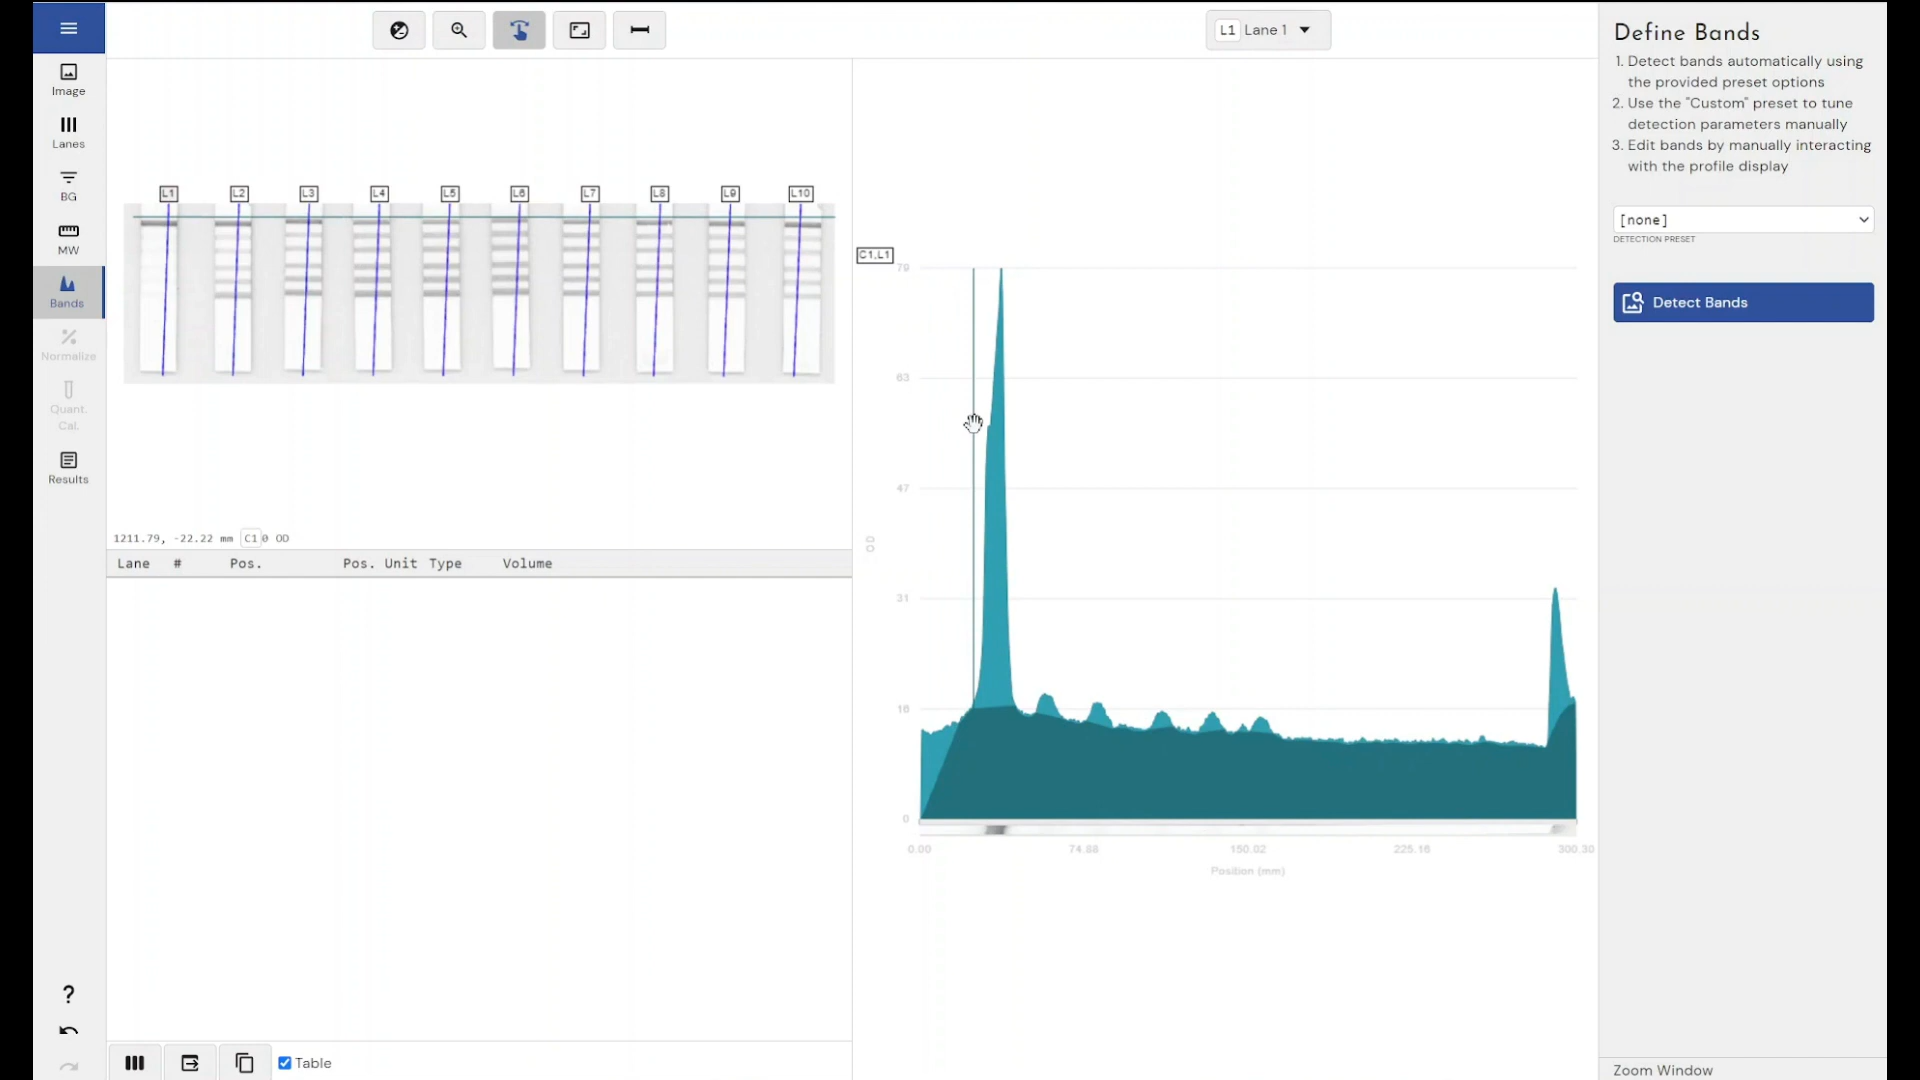 L1 Lane 1
Image
Lanes
BG
MW
Bands
Normalize
Quant.
Cal.
Results
L1 L2 L3 L4 L5 L6 L7 L8 L9 L10
1211.79, -22.22 mm C1 0 OD
Lane # Pos. Pos. Unit Type Volume
Table
C1,L1
79
63
47
31
16
0
OD
0.00 74.88 150.02 225.16 300.30
Position (mm)
Define Bands
1. Detect bands automatically using
the provided preset options
2. Use the "Custom" preset to tune
detection parameters manually
3. Edit bands by manually interacting
with the profile display
[none]
DETECTION PRESET
Detect Bands
Zoom Window
?